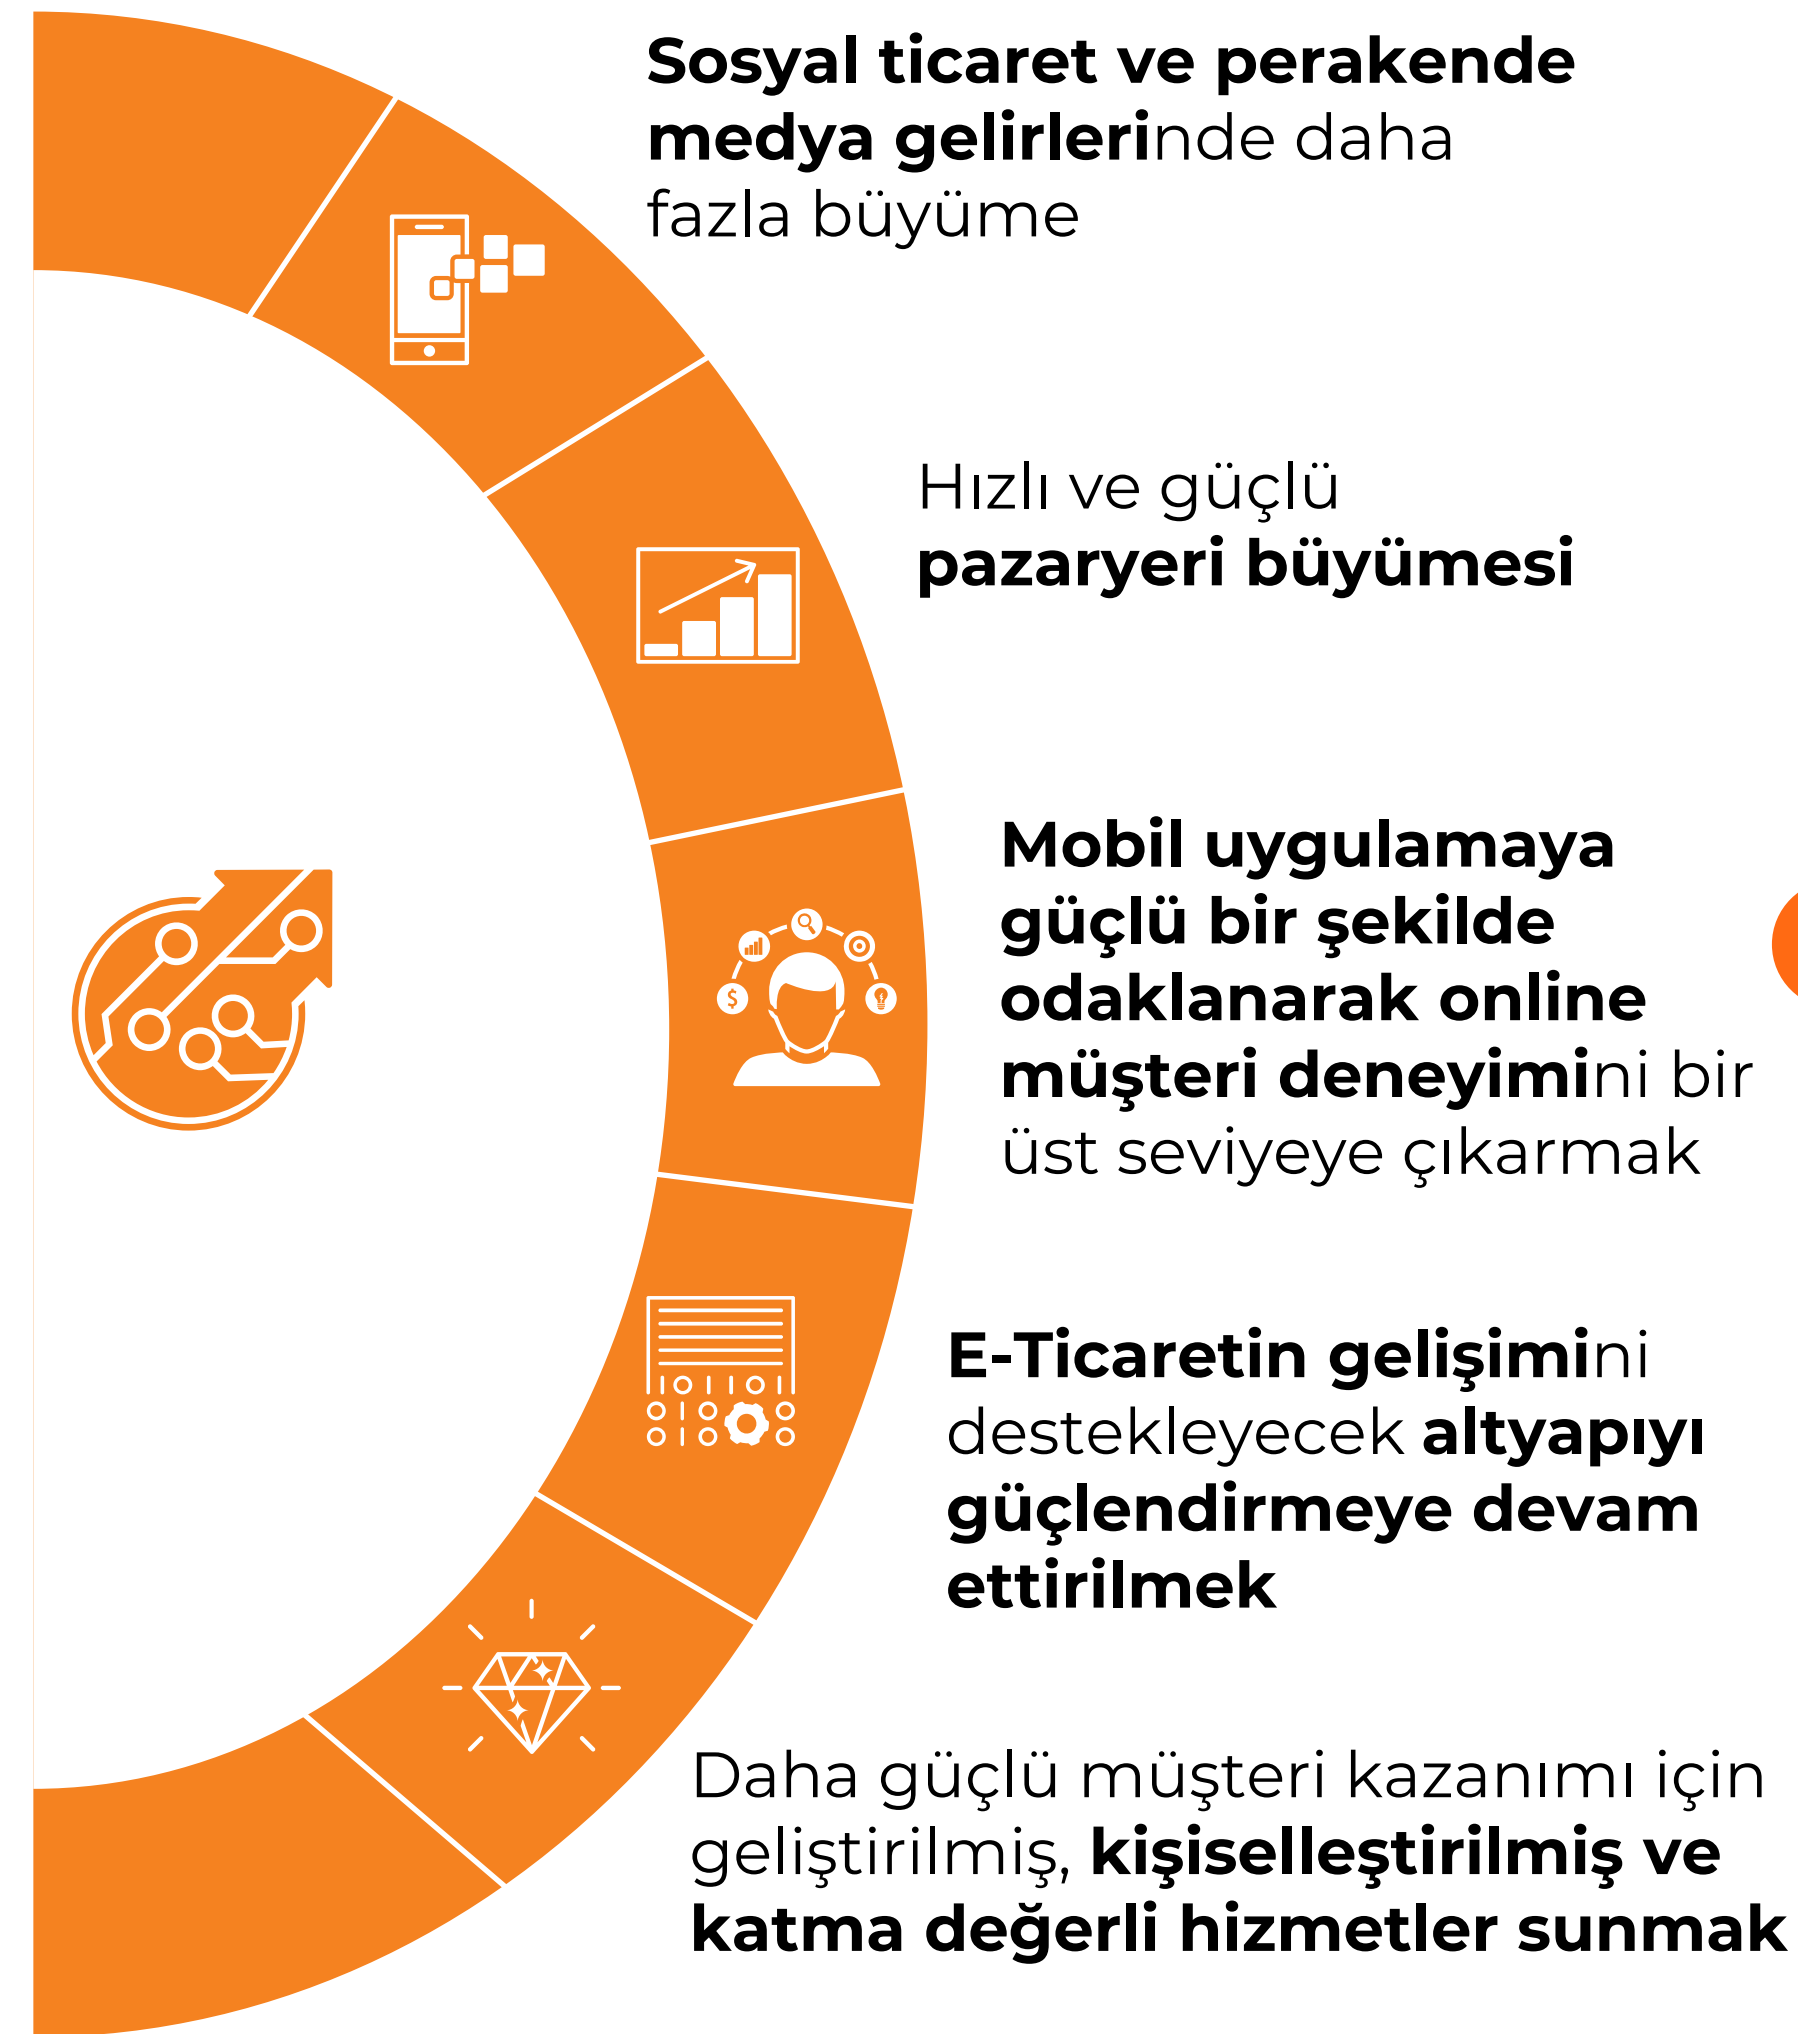 Sosyal ticaret ve perakende
medya gelirlerinde daha
fazla büyüme
Hızlı ve güçlü
pazaryeri büyümesi
Mobil uygulamaya
güçlü bir şekilde
odaklanarak online
müşteri deneyimini bir
üst seviyeye çıkarmak
E-Ticaretin gelişimini
destekleyecek altyapıyı
güçlendirmeye devam
ettirilmek
Daha güçlü müşteri kazanımı için
geliştirilmiş, kişiselleştirilmiş ve
katma değerli hizmetler sunmak